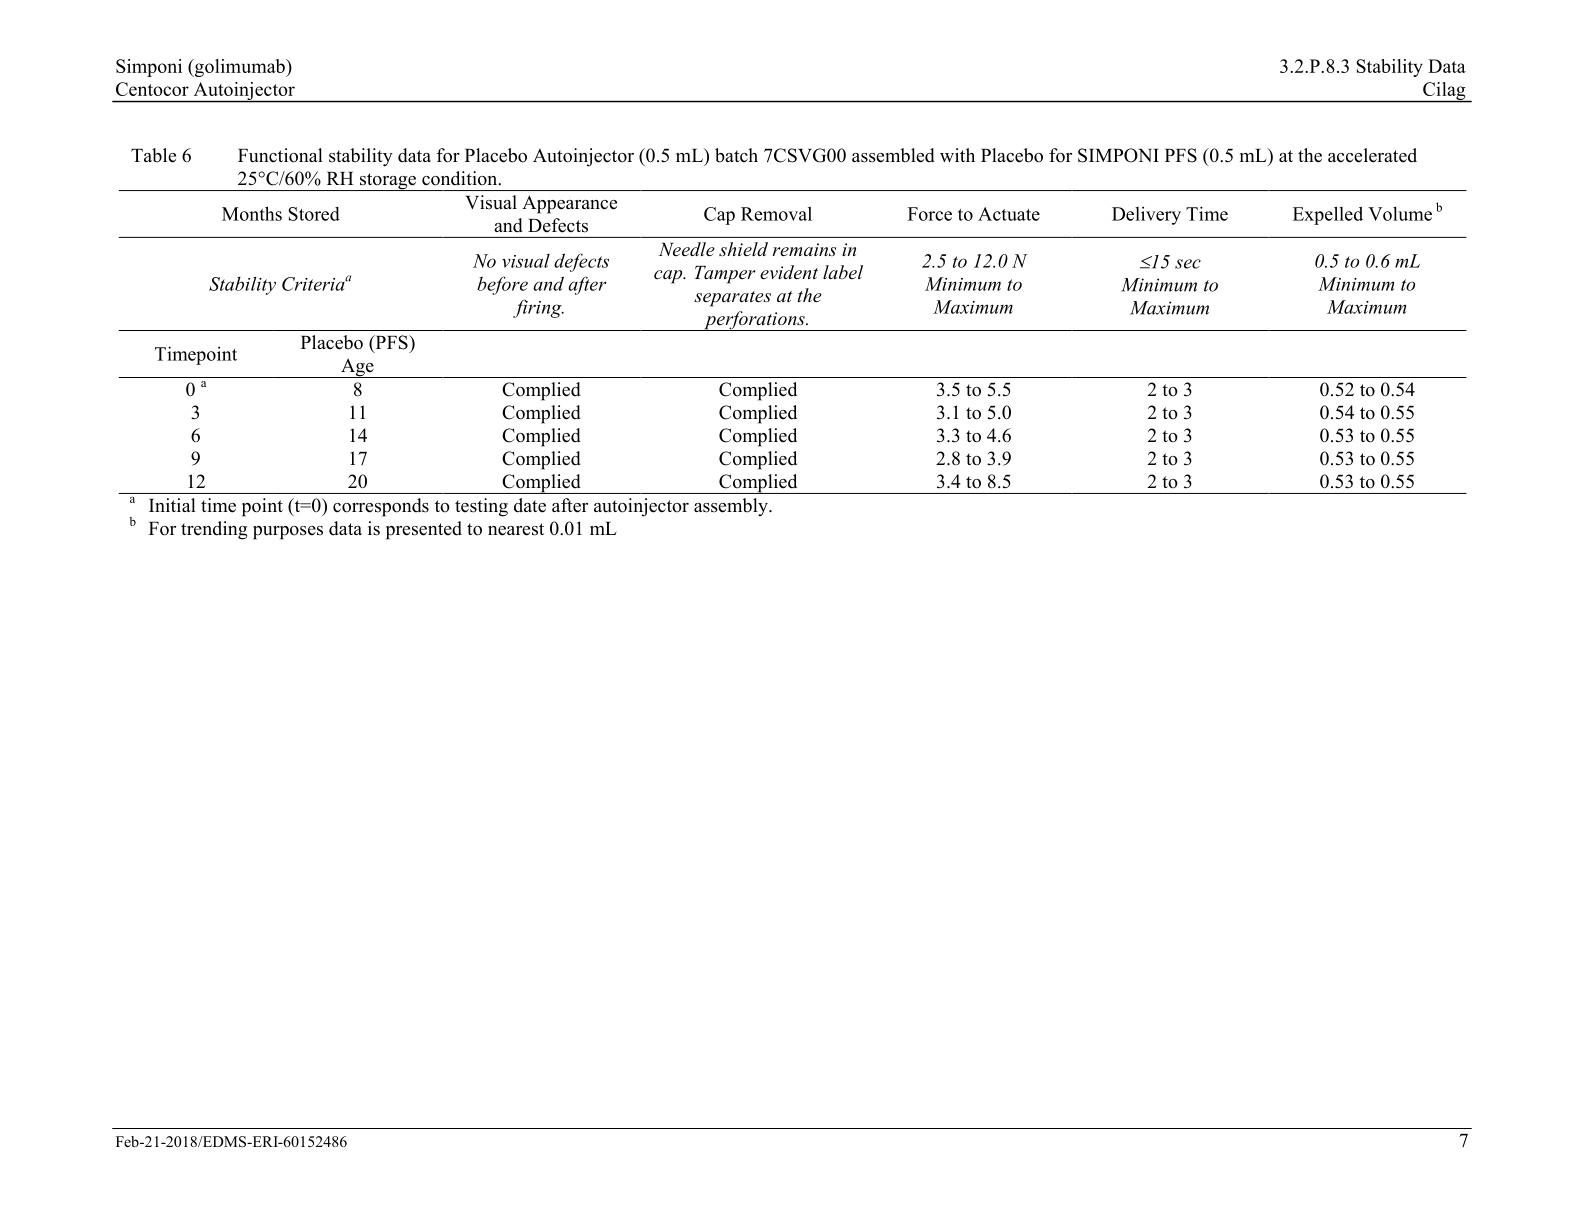 Simponi (golimumab) 3.2.P.8.3 Stability Data
Centocor Autoinjector Cilag
Table 6 Functional stability data for Placebo Autoinjector (0.5 mL) batch 7CSVG00 assembled with Placebo for SIMPONI PFS (0.5 mL) at the accelerated
25°C/60% RH storage condition.
Months Stored Visual Appearance and Defects Cap Removal Force to Actuate Delivery Time Expelled Volume b
Stability Criteria a No visual defects before and after firing. Needle shield remains in cap. Tamper evident label separates at the perforations. 2.5 to 12.0 N Minimum to Maximum ≤15 sec Minimum to Maximum 0.5 to 0.6 mL Minimum to Maximum
Timepoint Placebo (PFS) Age
0 a 8 Complied Complied 3.5 to 5.5 2 to 3 0.52 to 0.54
3 11 Complied Complied 3.1 to 5.0 2 to 3 0.54 to 0.55
6 14 Complied Complied 3.3 to 4.6 2 to 3 0.53 to 0.55
9 17 Complied Complied 2.8 to 3.9 2 to 3 0.53 to 0.55
12 20 Complied Complied 3.4 to 8.5 2 to 3 0.53 to 0.55
a Initial time point (t=0) corresponds to testing date after autoinjector assembly.
b For trending purposes data is presented to nearest 0.01 mL
Feb-21-2018/EDMS-ERI-60152486 7